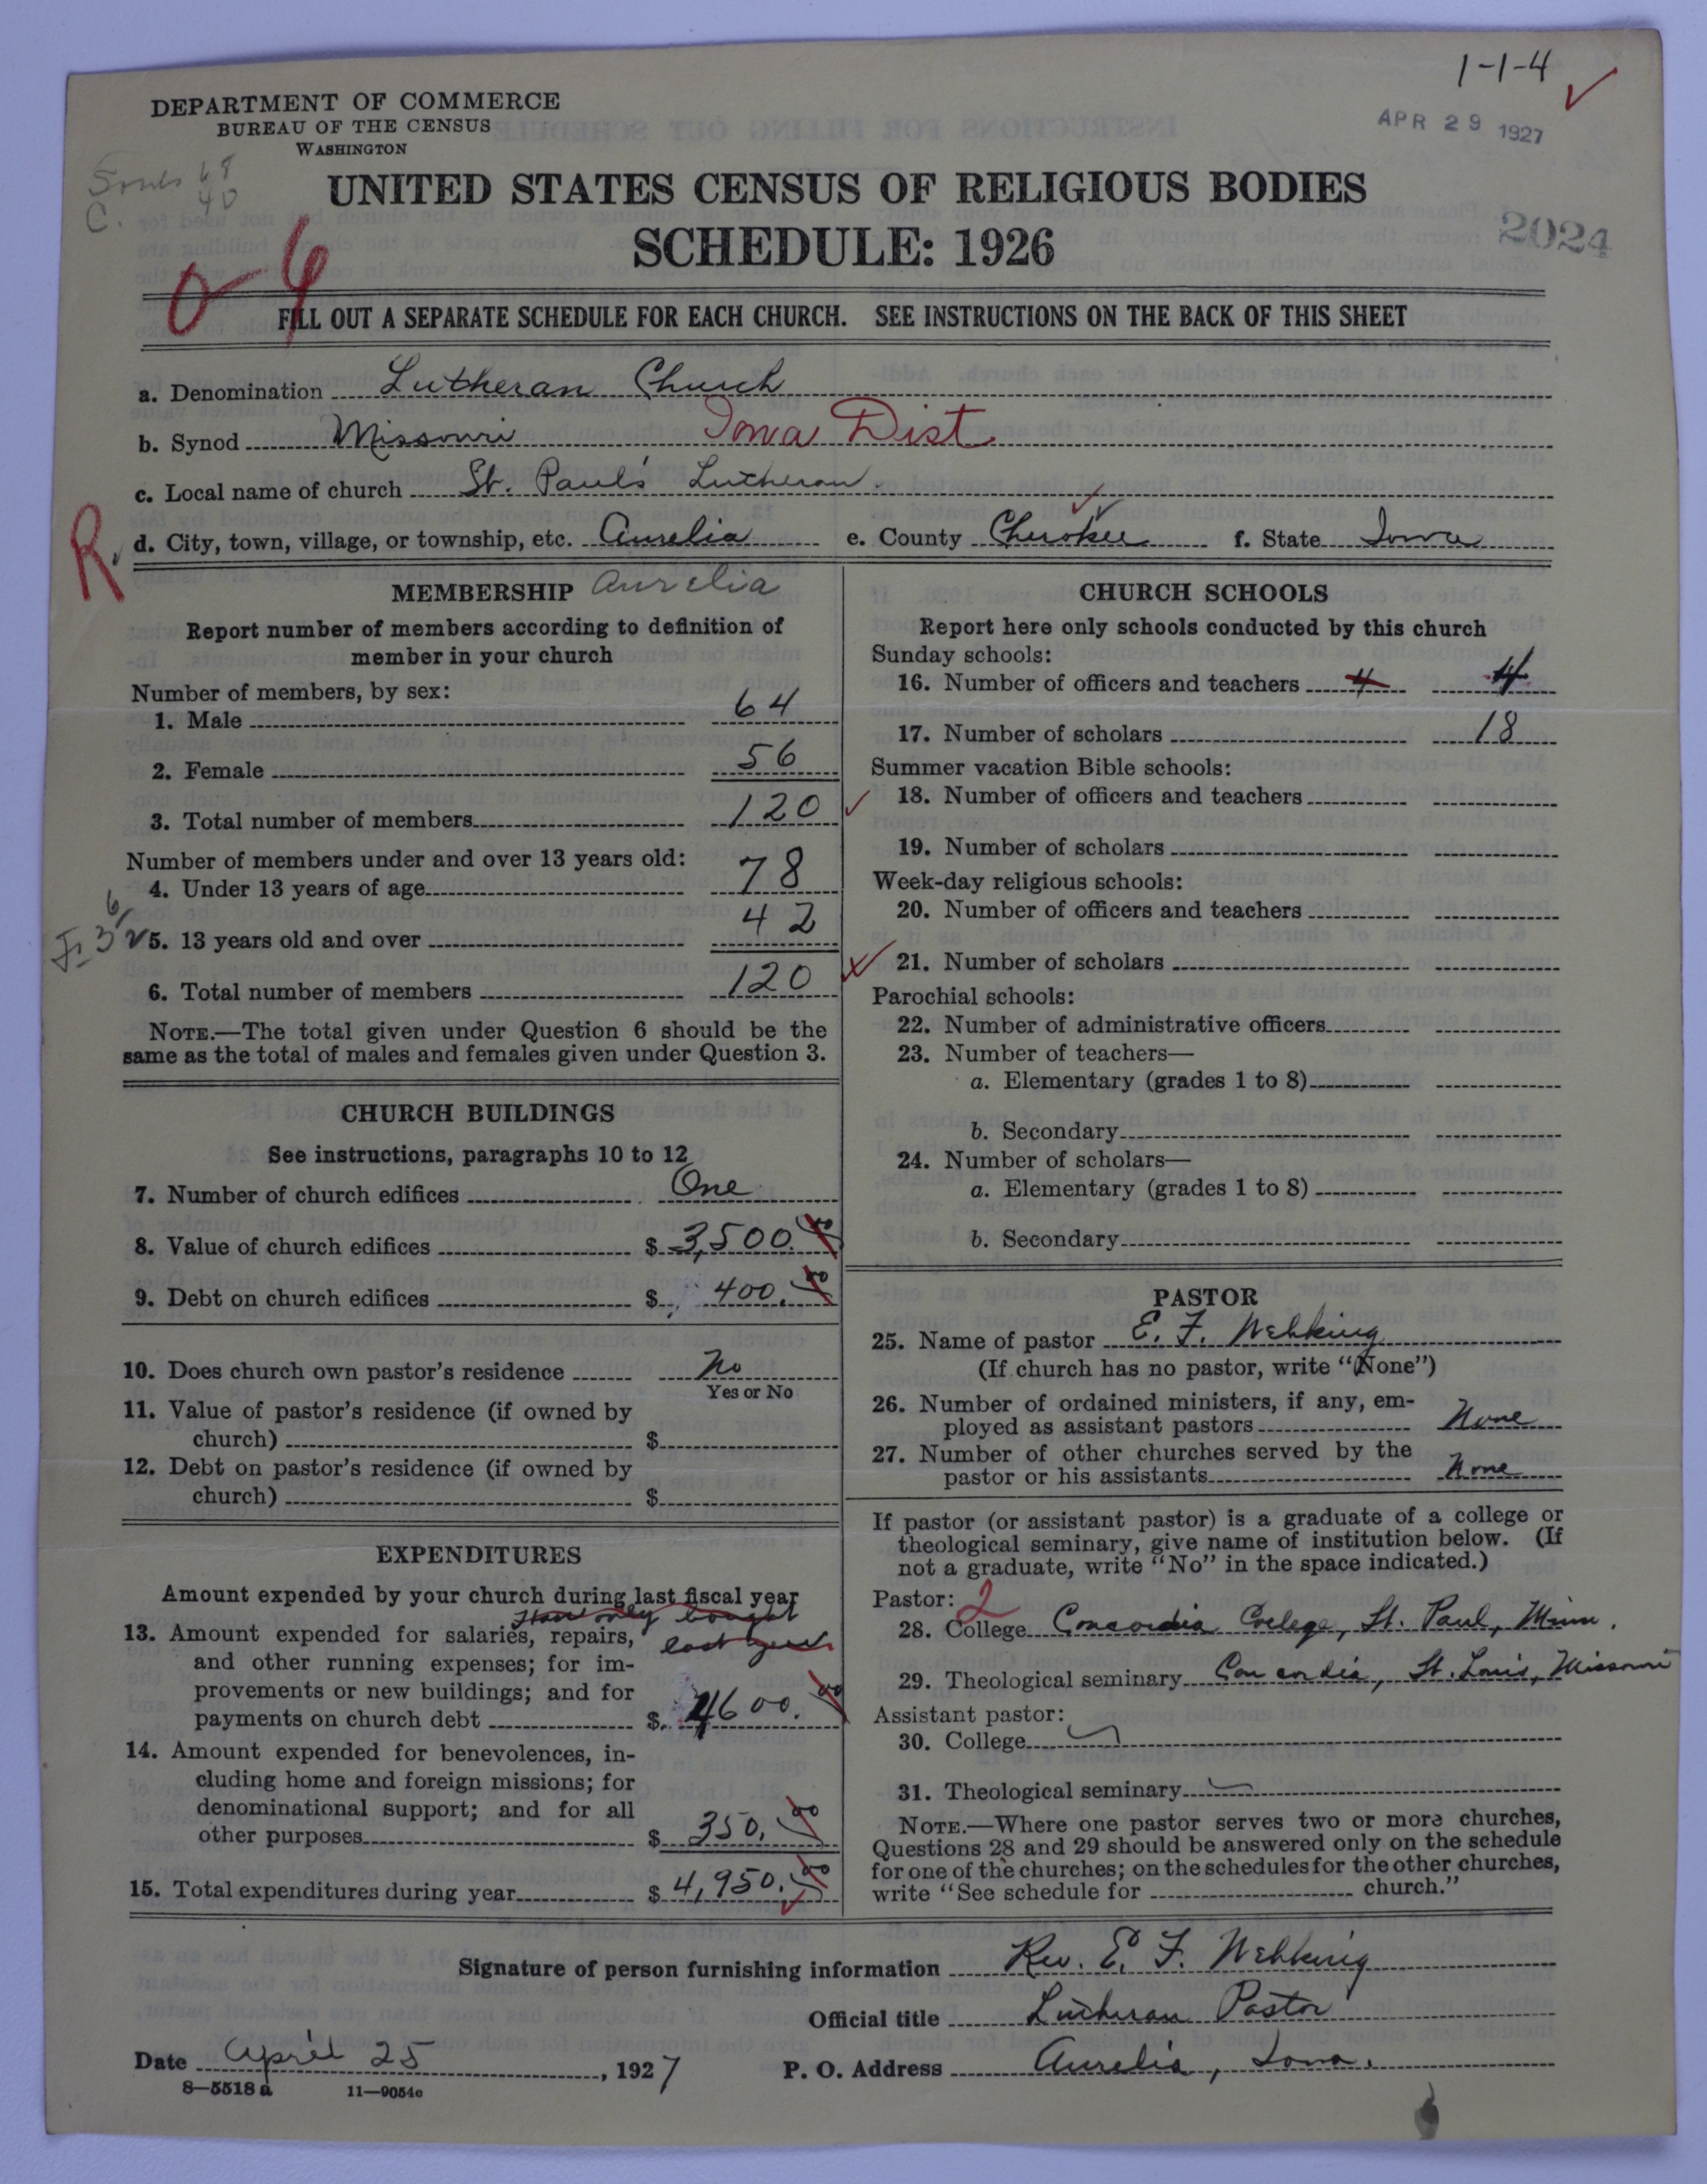 1-1-4
DEPARTMENT OF COMMERCE
BUREAU OF THE CENSUS
WASHINGTON
APR 29 1927
Souls 68
C. 40
UNITED STATES CENSUS OF RELIGIOUS BODIES
SCHEDULE: 1926
2024
FILL OUT A SEPARATE SCHEDULE FOR EACH CHURCH. SEE INSTRUCTIONS ON THE BACK OF THIS SHEET
a. Denomination Lutheran Church
b. Synod Missouri Iowa Dist
c. Local name of church St. Paul's Lutheran.
R
d. City, town, village, or township, etc. Aurelia e. County Cherokee f. State Iowa
MEMBERSHIP Aurelia
Report number of members according to definition of
member in your church
Number of members, by sex:
1. Male 64
2. Female 56
3. Total number of members 120
Number of members under and over 13 years old:
4. Under 13 years of age 78
5. 13 years old and over 42
6. Total number of members 120
NOTE.—The total given under Question 6 should be the
same as the total of males and females given under Question 3.
CHURCH BUILDINGS
See instructions, paragraphs 10 to 12
7. Number of church edifices One
8. Value of church edifices $ 3,500.00
9. Debt on church edifices $ 400.00
10. Does church own pastor's residence No
Yes or No
11. Value of pastor's residence (if owned by
church) $
12. Debt on pastor's residence (if owned by
church) $
EXPENDITURES
Amount expended by your church during last fiscal year
Have only bought
last year
13. Amount expended for salaries, repairs,
and other running expenses; for im-
provements or new buildings; and for
payments on church debt $ 4600.00
14. Amount expended for benevolences, in-
cluding home and foreign missions; for
denominational support; and for all
other purposes $ 350.00
15. Total expenditures during year $ 4,950.00
CHURCH SCHOOLS
Report here only schools conducted by this church
Sunday schools:
16. Number of officers and teachers 4 4
17. Number of scholars 18
Summer vacation Bible schools:
18. Number of officers and teachers
19. Number of scholars
Week-day religious schools:
20. Number of officers and teachers
21. Number of scholars
Parochial schools:
22. Number of administrative officers
23. Number of teachers—
a. Elementary (grades 1 to 8)
b. Secondary
24. Number of scholars—
a. Elementary (grades 1 to 8)
b. Secondary
PASTOR
25. Name of pastor E. F. Wehking
(If church has no pastor, write "None")
26. Number of ordained ministers, if any, em-
ployed as assistant pastors None
27. Number of other churches served by the
pastor or his assistants None
If pastor (or assistant pastor) is a graduate of a college or
theological seminary, give name of institution below. (If
not a graduate, write "No" in the space indicated.)
Pastor: 2
28. College Concordia College, St. Paul, Minn.
29. Theological seminary Concordia, St. Louis, Missouri
Assistant pastor:
30. College
31. Theological seminary
NOTE.—Where one pastor serves two or more churches,
Questions 28 and 29 should be answered only on the schedule
for one of the churches; on the schedules for the other churches,
write "See schedule for church."
Signature of person furnishing information Rev. E. F. Wehking
Official title Lutheran Pastor
Date April 25, 1927 P. O. Address Aurelia, Iowa.
8—5518 a 11—9054e